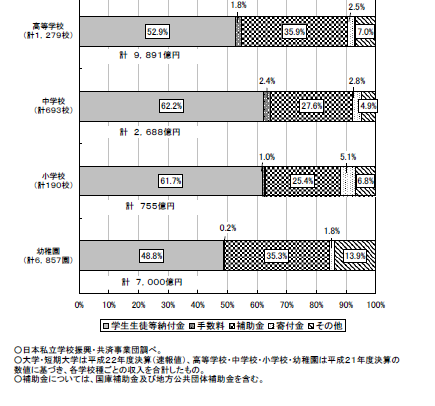 1.8%
2.5%
高等学校
(計1,279校)
52.9%
35.9%
7.0%
計 9,891億円
2.4%
2.8%
中学校
(計693校)
62.2%
27.6%
4.9%
計 2,688億円
1.0%
5.1%
小学校
(計190校)
61.7%
25.4%
6.8%
計 755億円
0.2%
1.8%
幼稚園
(計6,857園)
48.8%
35.3%
13.9%
計 7,000億円
0% 10% 20% 30% 40% 50% 60% 70% 80% 90% 100%
学生生徒等納付金 手数料 補助金 寄付金 その他
○日本私立学校振興・共済事業団調べ。
○大学・短期大学は平成22年度決算(速報値)、高等学校・中学校・小学校・幼稚園は平成21年度決算の
数値に基づき、各学校種ごとの収入を合計したもの。
○補助金については、国庫補助金及び地方公共団体補助金を含む。